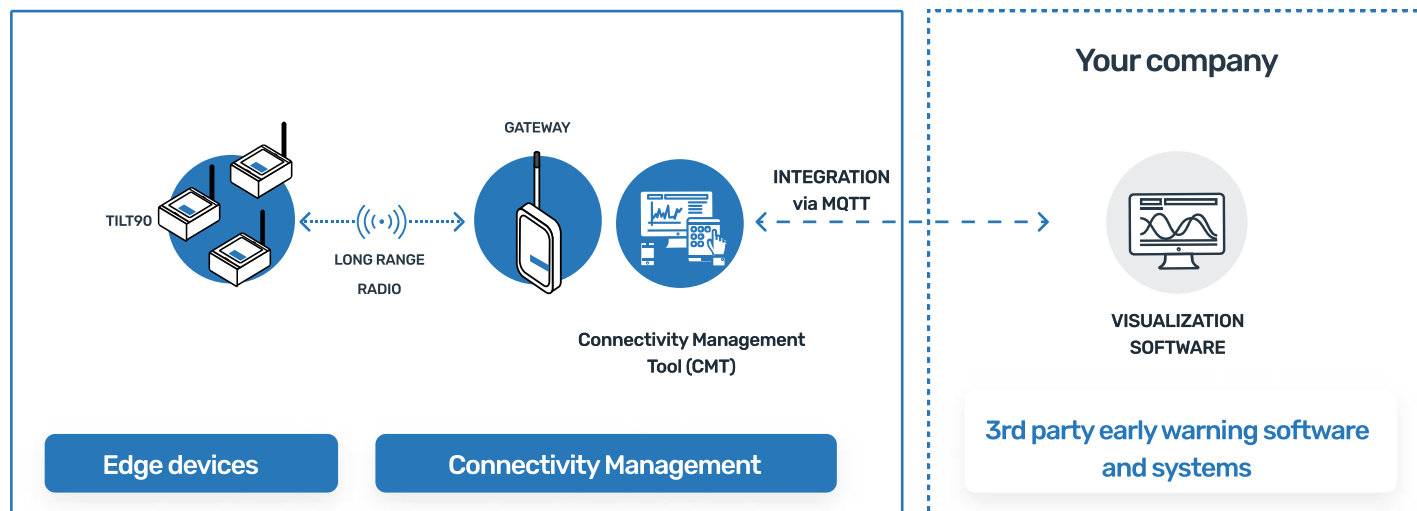 Your company
GATEWAY
INTEGRATION
via MQTT
TILT90
LONG RANGE
RADIO
VISUALIZATION
SOFTWARE
Connectivity Management
Tool (CMT)
3rd party early warning software
and systems
Edge devices
Connectivity Management